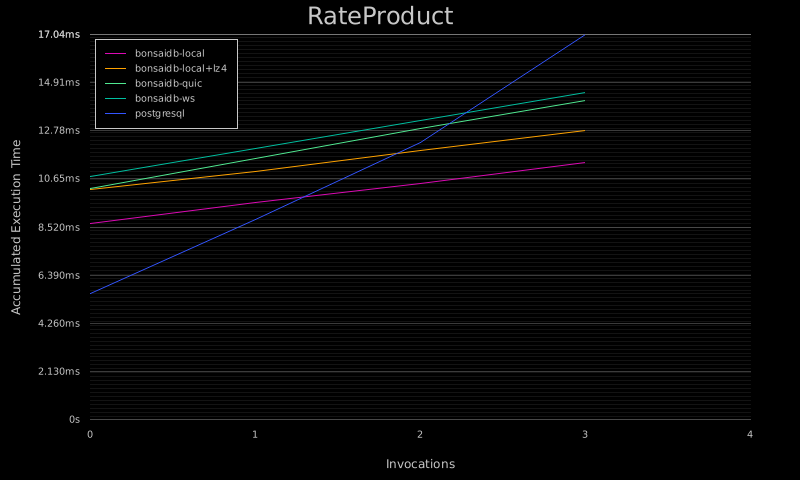 RateProduct
17.04ms
14.91ms
12.78ms
10.65ms
8.520ms
6.390ms
4.260ms
2.130ms
0s
bonsaidb-local
bonsaidb-local+lz4
bonsaidb-quic
bonsaidb-ws
postgresql
Accumulated Execution Time
0 1 2 3 4
Invocations